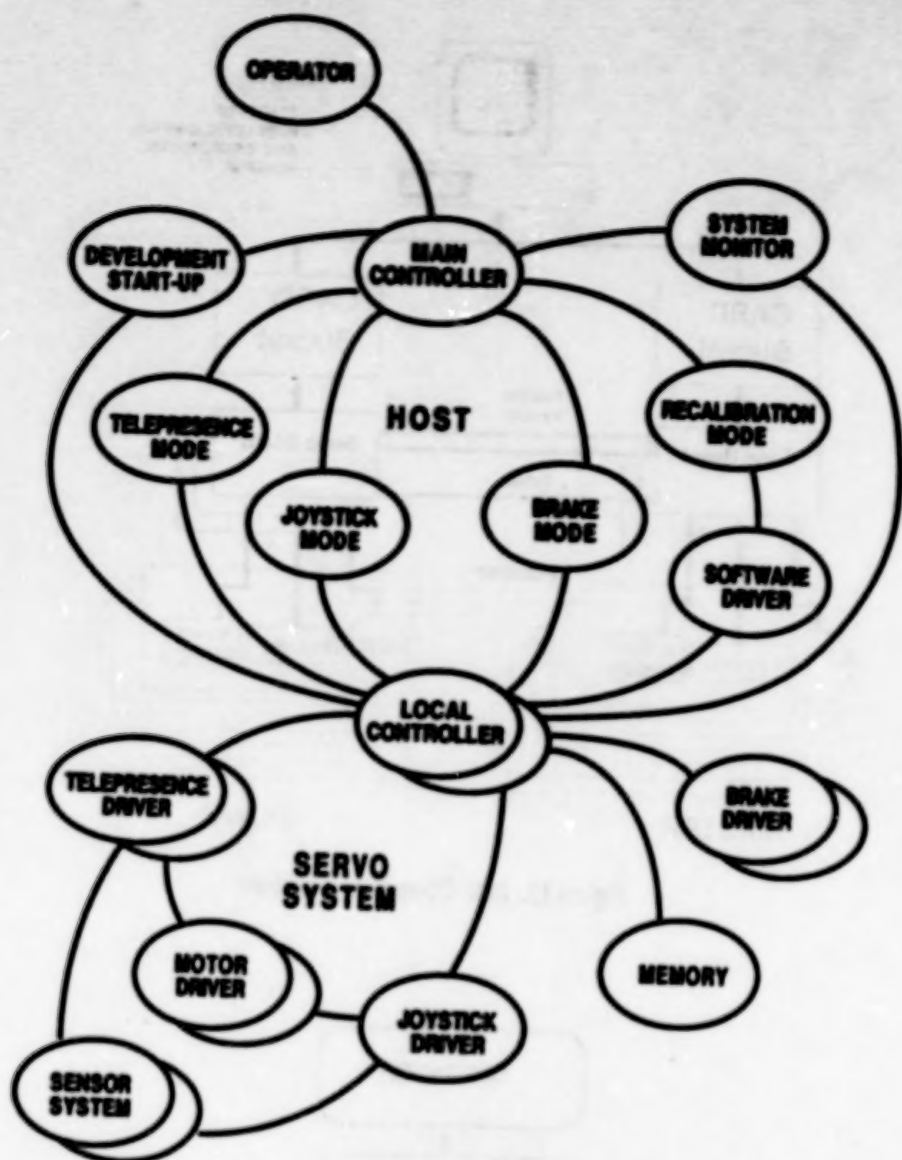 OPERATOR
SYSTEM
MONITOR
DEVELOPMENT
START-UP
MAIN
CONTROLLER
TELEPRESENCE
MODE
HOST
RECALIBRATION
MODE
JOYSTICK
MODE
BRAKE
MODE
SOFTWARE
DRIVER
LOCAL
CONTROLLER
TELEPRESENCE
DRIVER
BRAKE
DRIVER
SERVO
SYSTEM
MOTOR
DRIVER
MEMORY
JOYSTICK
DRIVER
SENSOR
SYSTEM